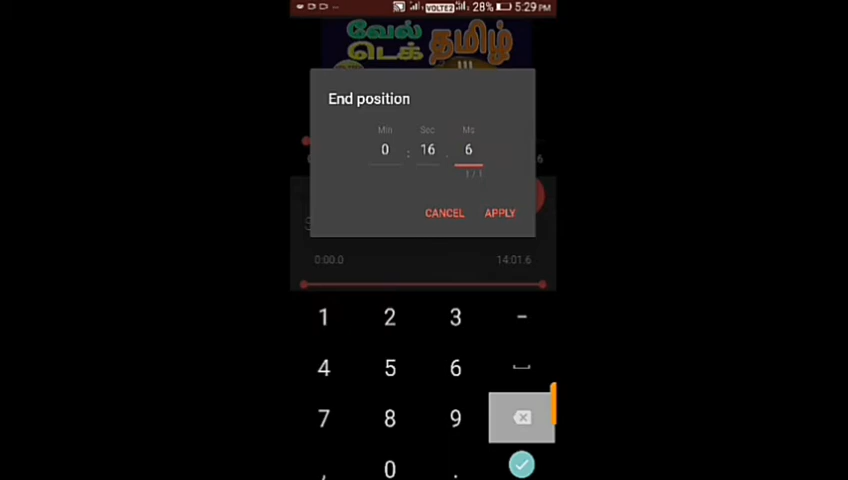 VOLTE2 28% 5:29 PM
வேல் டெக் தமிழ்
End position
Min Sec Ms
0 : 16 . 6
1 / 1
CANCEL APPLY
0:00.0 14:01.6
1 2 3 -
4 5 6
7 8 9
, 0 .